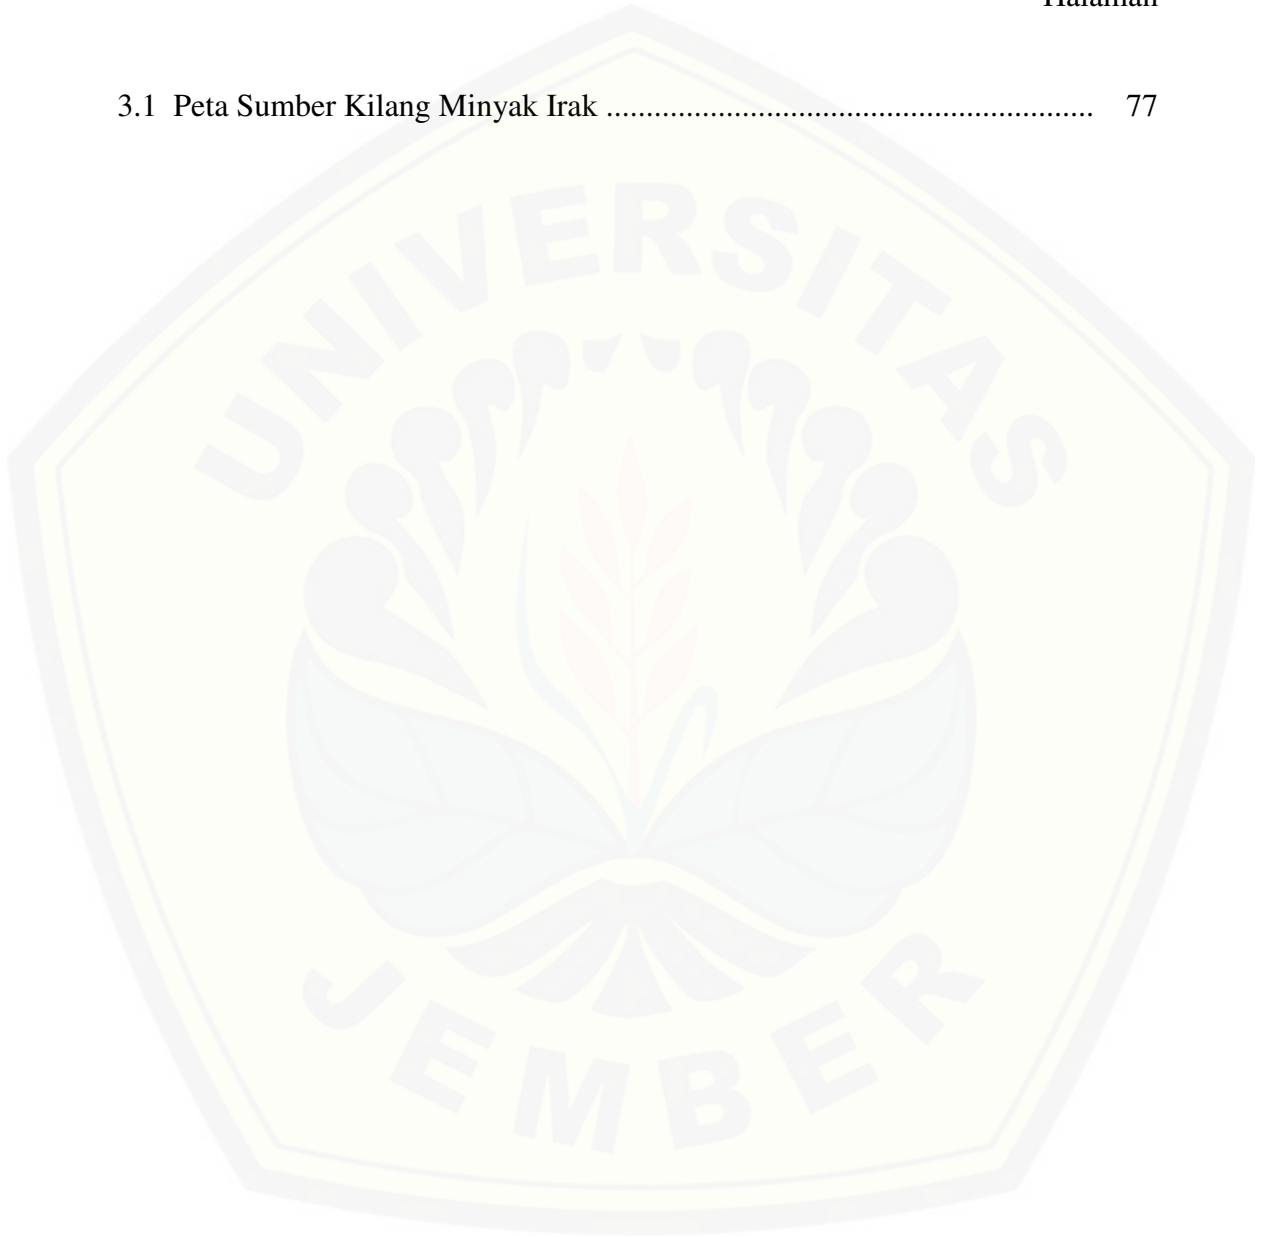 Halaman
3.1 Peta Sumber Kilang Minyak Irak ............................................................. 77
UNIVERSITAS
JEMBER